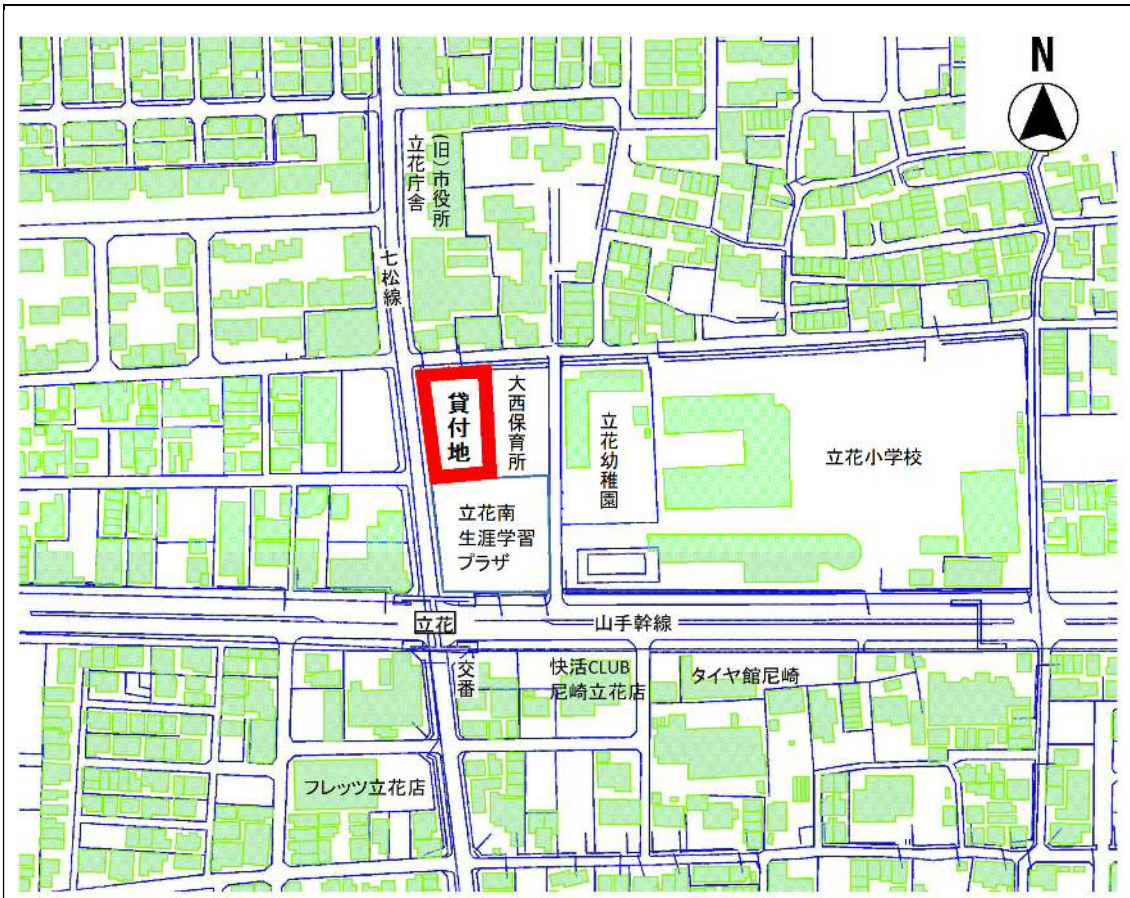 N
(旧)市役所
立花庁舎
七松線
貸付地
大西保育所
立花幼稚園
立花小学校
立花南
生涯学習
プラザ
立花
山手幹線
交番
快活CLUB
尼崎立花店
タイヤ館尼崎
フレッツ立花店